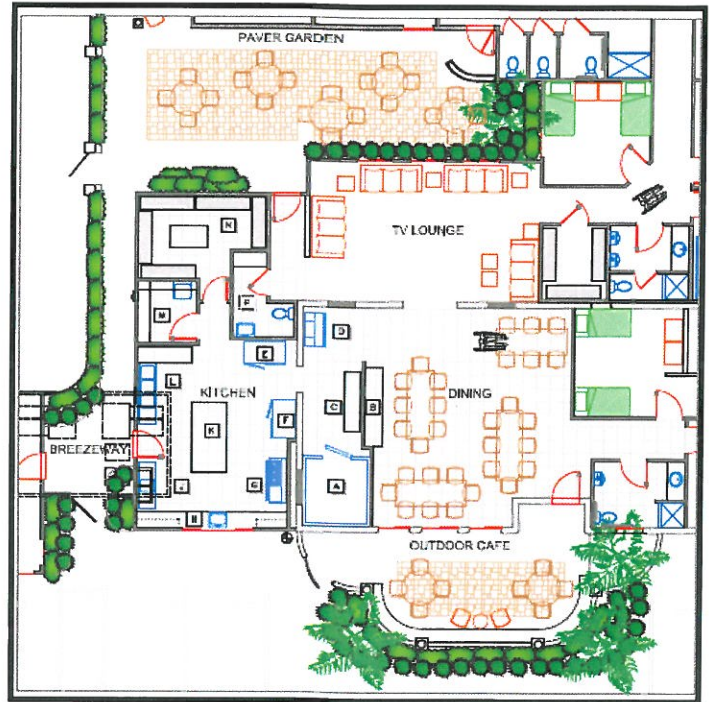 PAVER GARDEN
TV LOUNGE
N
P
M
D
E
L
KITCHEN
DINING
C
B
F
K
BREEZEWAY
A
J
G
H
OUTDOOR CAFE